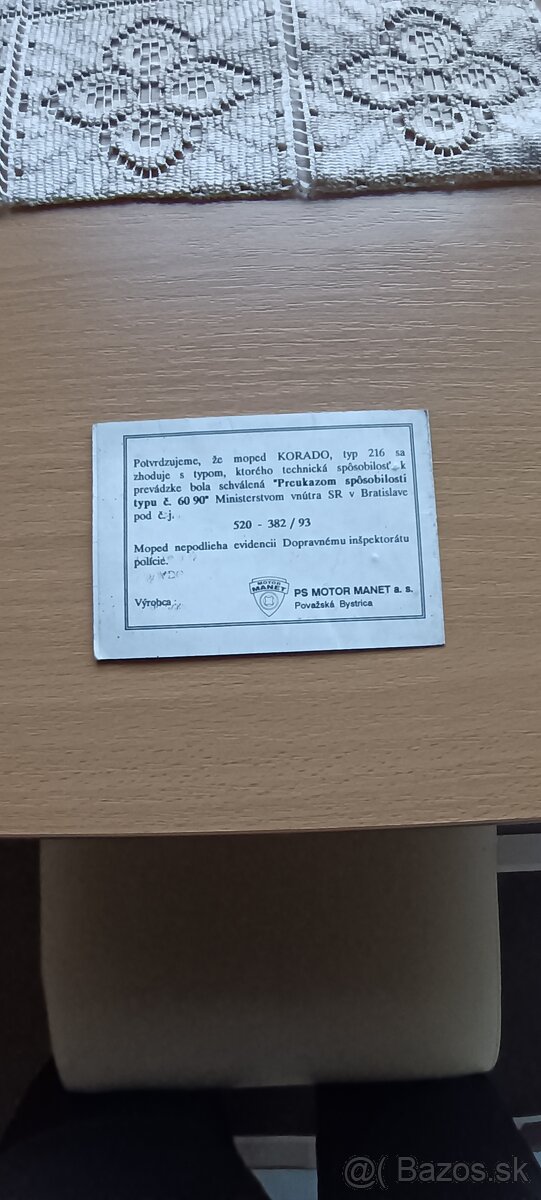 Potvrdzujeme, že moped KORADO, typ 216 sa
zhoduje s typom, ktorého technická spôsobilosť k
prevádzke bola schválená "Preukazom spôsobilosti
typu č. 60 90" Ministerstvom vnútra SR v Bratislave
pod č.j.
520 - 382 / 93
Moped nepodlieha evidencii Dopravnému inšpektorátu
polície.
Výrobca:
MOTOR
MANET
PS MOTOR MANET a. s.
Považská Bystrica
@( Bazos.sk